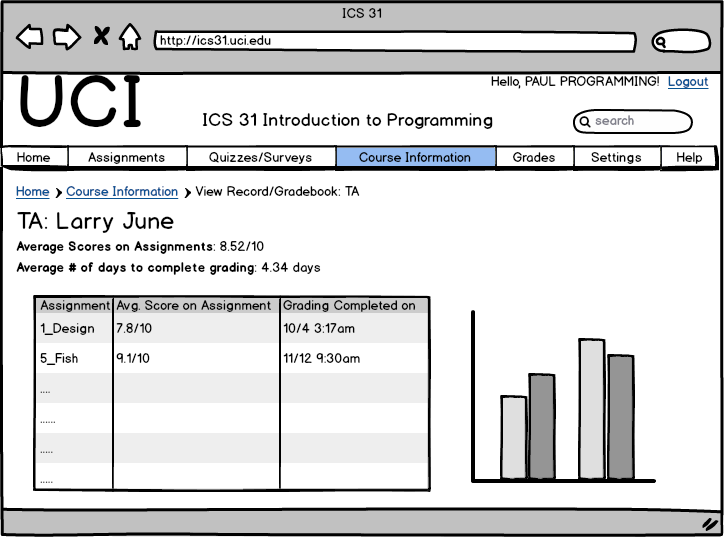 ICS 31
http://ics31.uci.edu
Hello, PAUL PROGRAMMING! Logout
UCI
ICS 31 Introduction to Programming
search
Home Assignments Quizzes/Surveys Course Information Grades Settings Help
Home Course Information View Record/Gradebook: TA
TA: Larry June
Average Scores on Assignments: 8.52/10
Average # of days to complete grading: 4.34 days
Assignment Avg. Score on Assignment Grading Completed on
1_Design 7.8/10 10/4 3:17am
5_Fish 9.1/10 11/12 9:30am
....
......
.....
.....